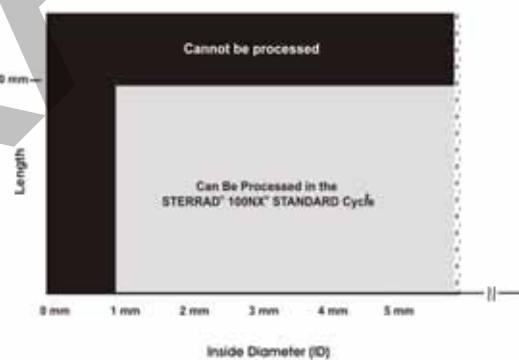 Cannot be processed
0 mm
Length
Can Be Processed in the
STERRAD® 100NX® STANDARD Cycle
0 mm 1 mm 2 mm 3 mm 4 mm 5 mm
Inside Diameter (ID)